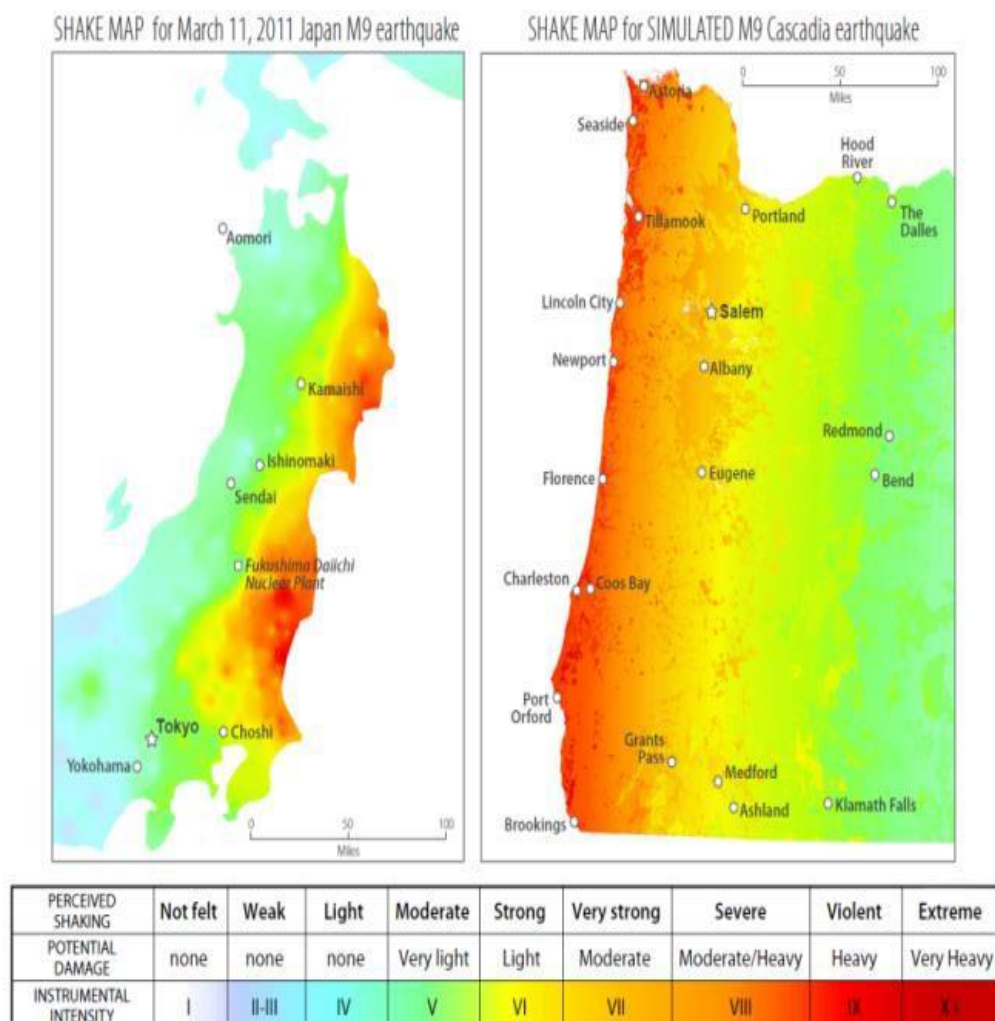 SHAKE MAP for March 11, 2011 Japan M9 earthquake
Aomori
Kamaishi
Ishinomaki
Sendai
Fukushima Daiichi
Nuclear Plant
Tokyo
Choshi
Yokohama
0 50 100
Miles
SHAKE MAP for SIMULATED M9 Cascadia earthquake
0 50 100
Miles
Astoria
Seaside
Hood
River
Tillamook
Portland
The
Dalles
Lincoln City
Salem
Newport
Albany
Redmond
Florence
Eugene
Bend
Charleston
Coos Bay
Port
Orford
Grants
Pass
Medford
Ashland
Klamath Falls
Brookings
PERCEIVED
SHAKING
Not felt Weak Light Moderate Strong Very strong Severe Violent Extreme
POTENTIAL
DAMAGE
none none none Very light Light Moderate Moderate/Heavy Heavy Very Heavy
INSTRUMENTAL
INTENSITY
I II-III IV V VI VII VIII IX X+